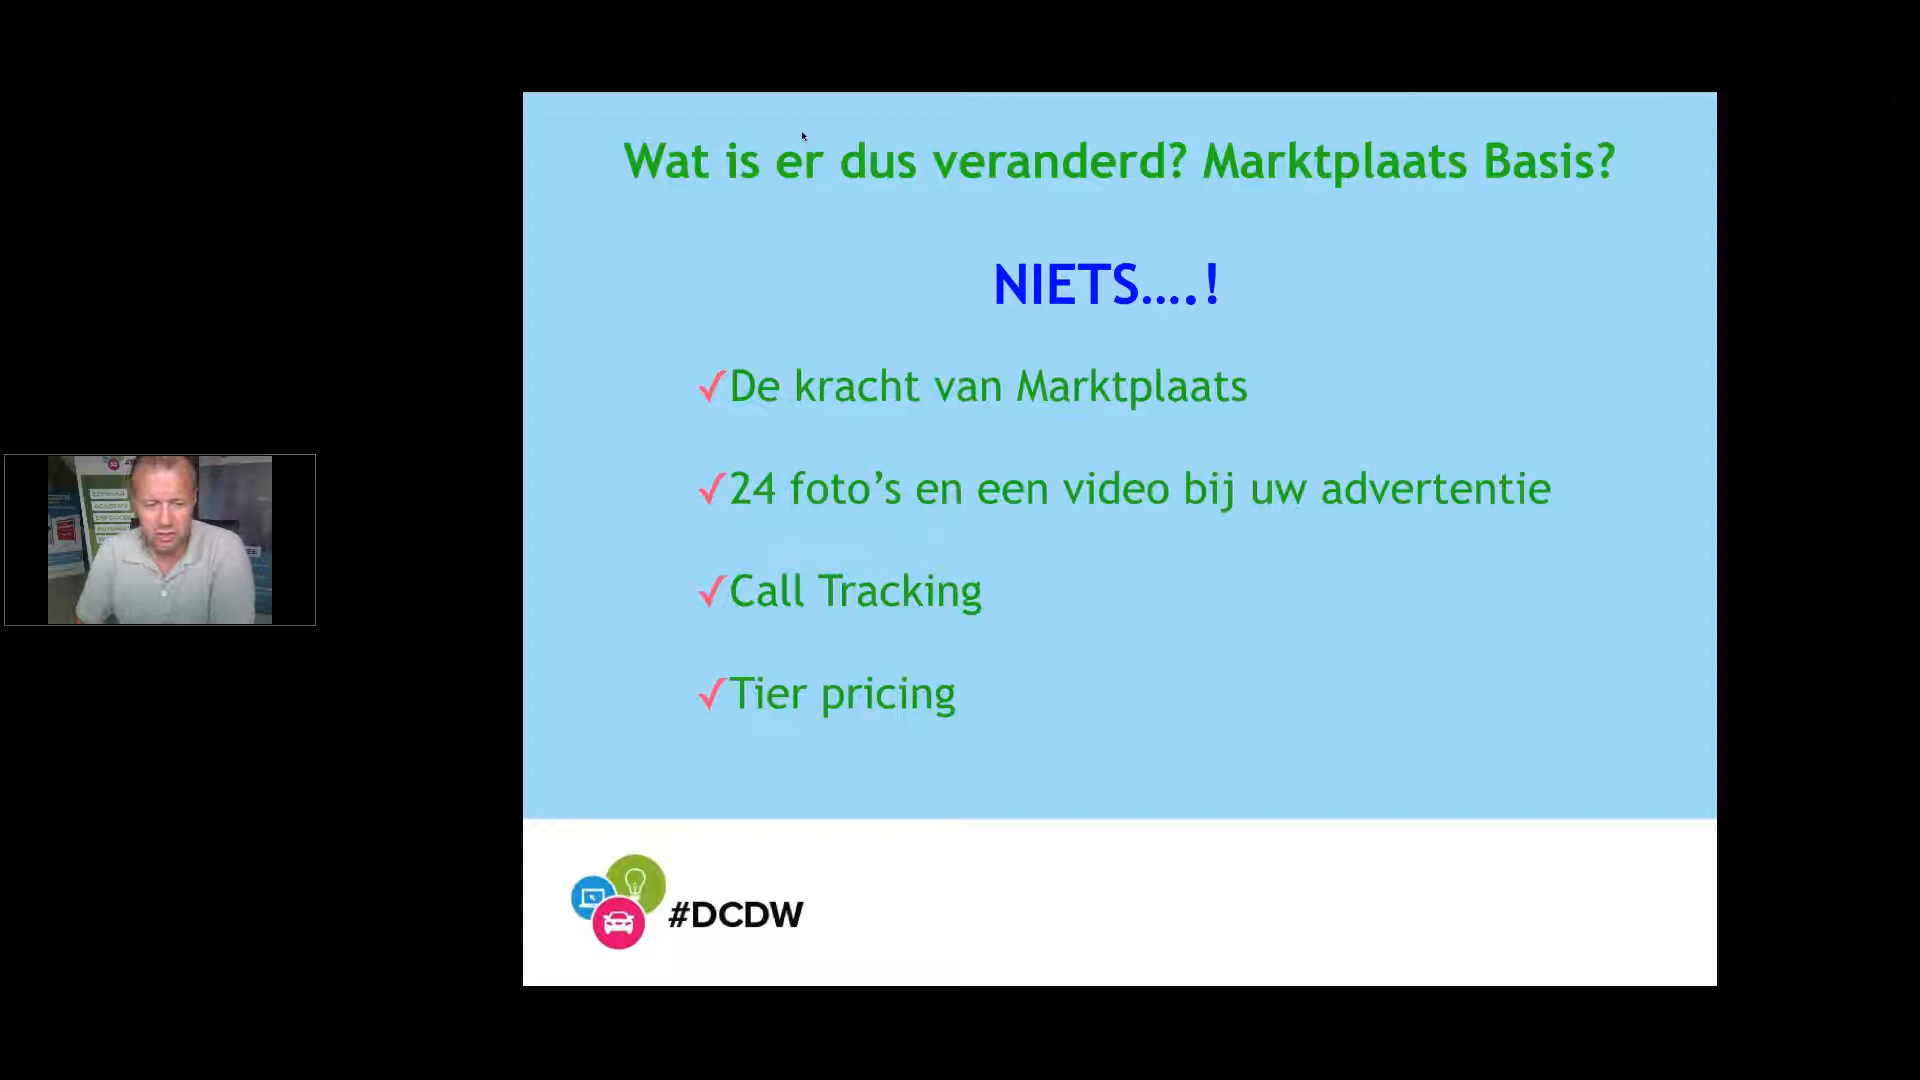 Wat is er dus veranderd? Marktplaats Basis?
NIETS....!
✓De kracht van Marktplaats
✓24 foto's en een video bij uw advertentie
✓Call Tracking
✓Tier pricing
#DCDW